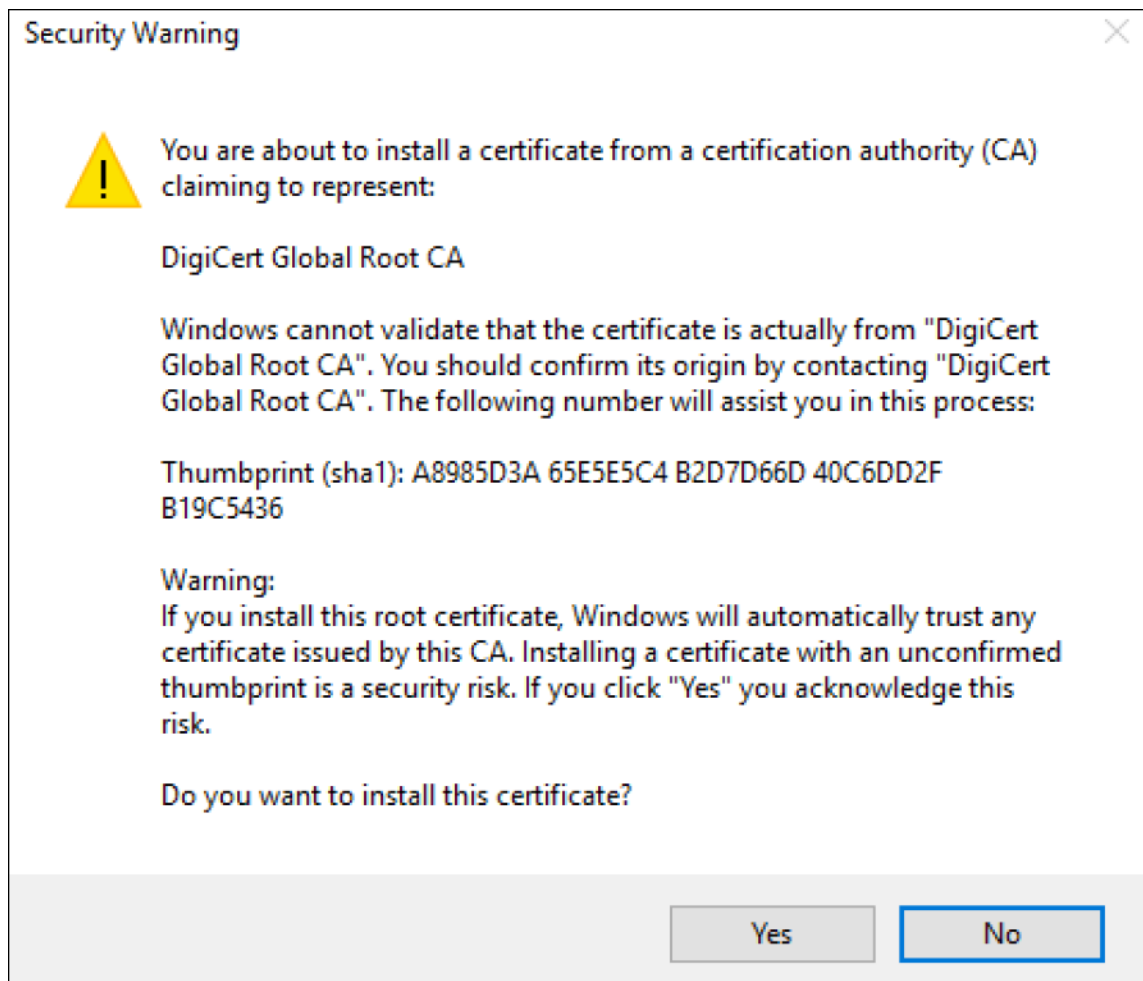 Security Warning
You are about to install a certificate from a certification authority (CA)
claiming to represent:
DigiCert Global Root CA
Windows cannot validate that the certificate is actually from "DigiCert
Global Root CA". You should confirm its origin by contacting "DigiCert
Global Root CA". The following number will assist you in this process:
Thumbprint (sha1): A8985D3A 65E5E5C4 B2D7D66D 40C6DD2F
B19C5436
Warning:
If you install this root certificate, Windows will automatically trust any
certificate issued by this CA. Installing a certificate with an unconfirmed
thumbprint is a security risk. If you click "Yes" you acknowledge this
risk.
Do you want to install this certificate?
Yes
No